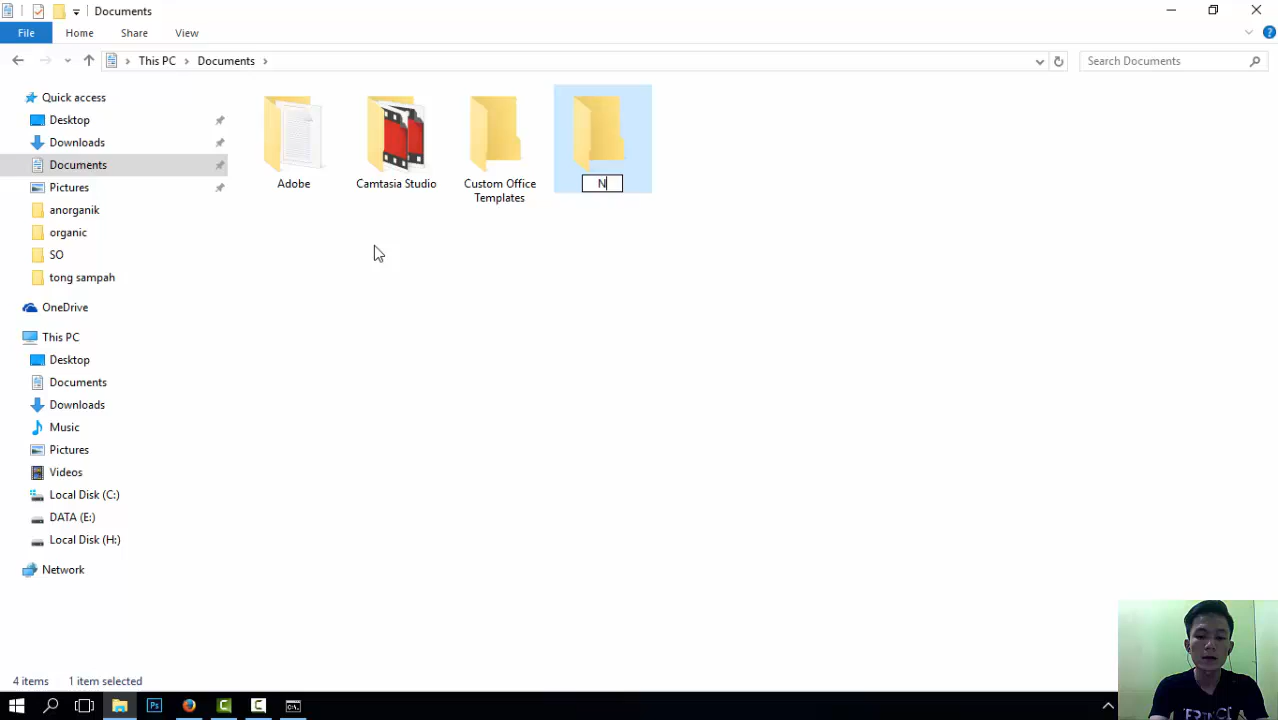 Documents
File Home Share View
This PC Documents Search Documents
Quick access
Desktop
Downloads
Documents
Pictures
anorganik
organic
SO
tong sampah
OneDrive
This PC
Desktop
Documents
Downloads
Music
Pictures
Videos
Local Disk (C:)
DATA (E:)
Local Disk (H:)
Network
Adobe
Camtasia Studio
Custom Office
Templates
N
4 items 1 item selected
Ps